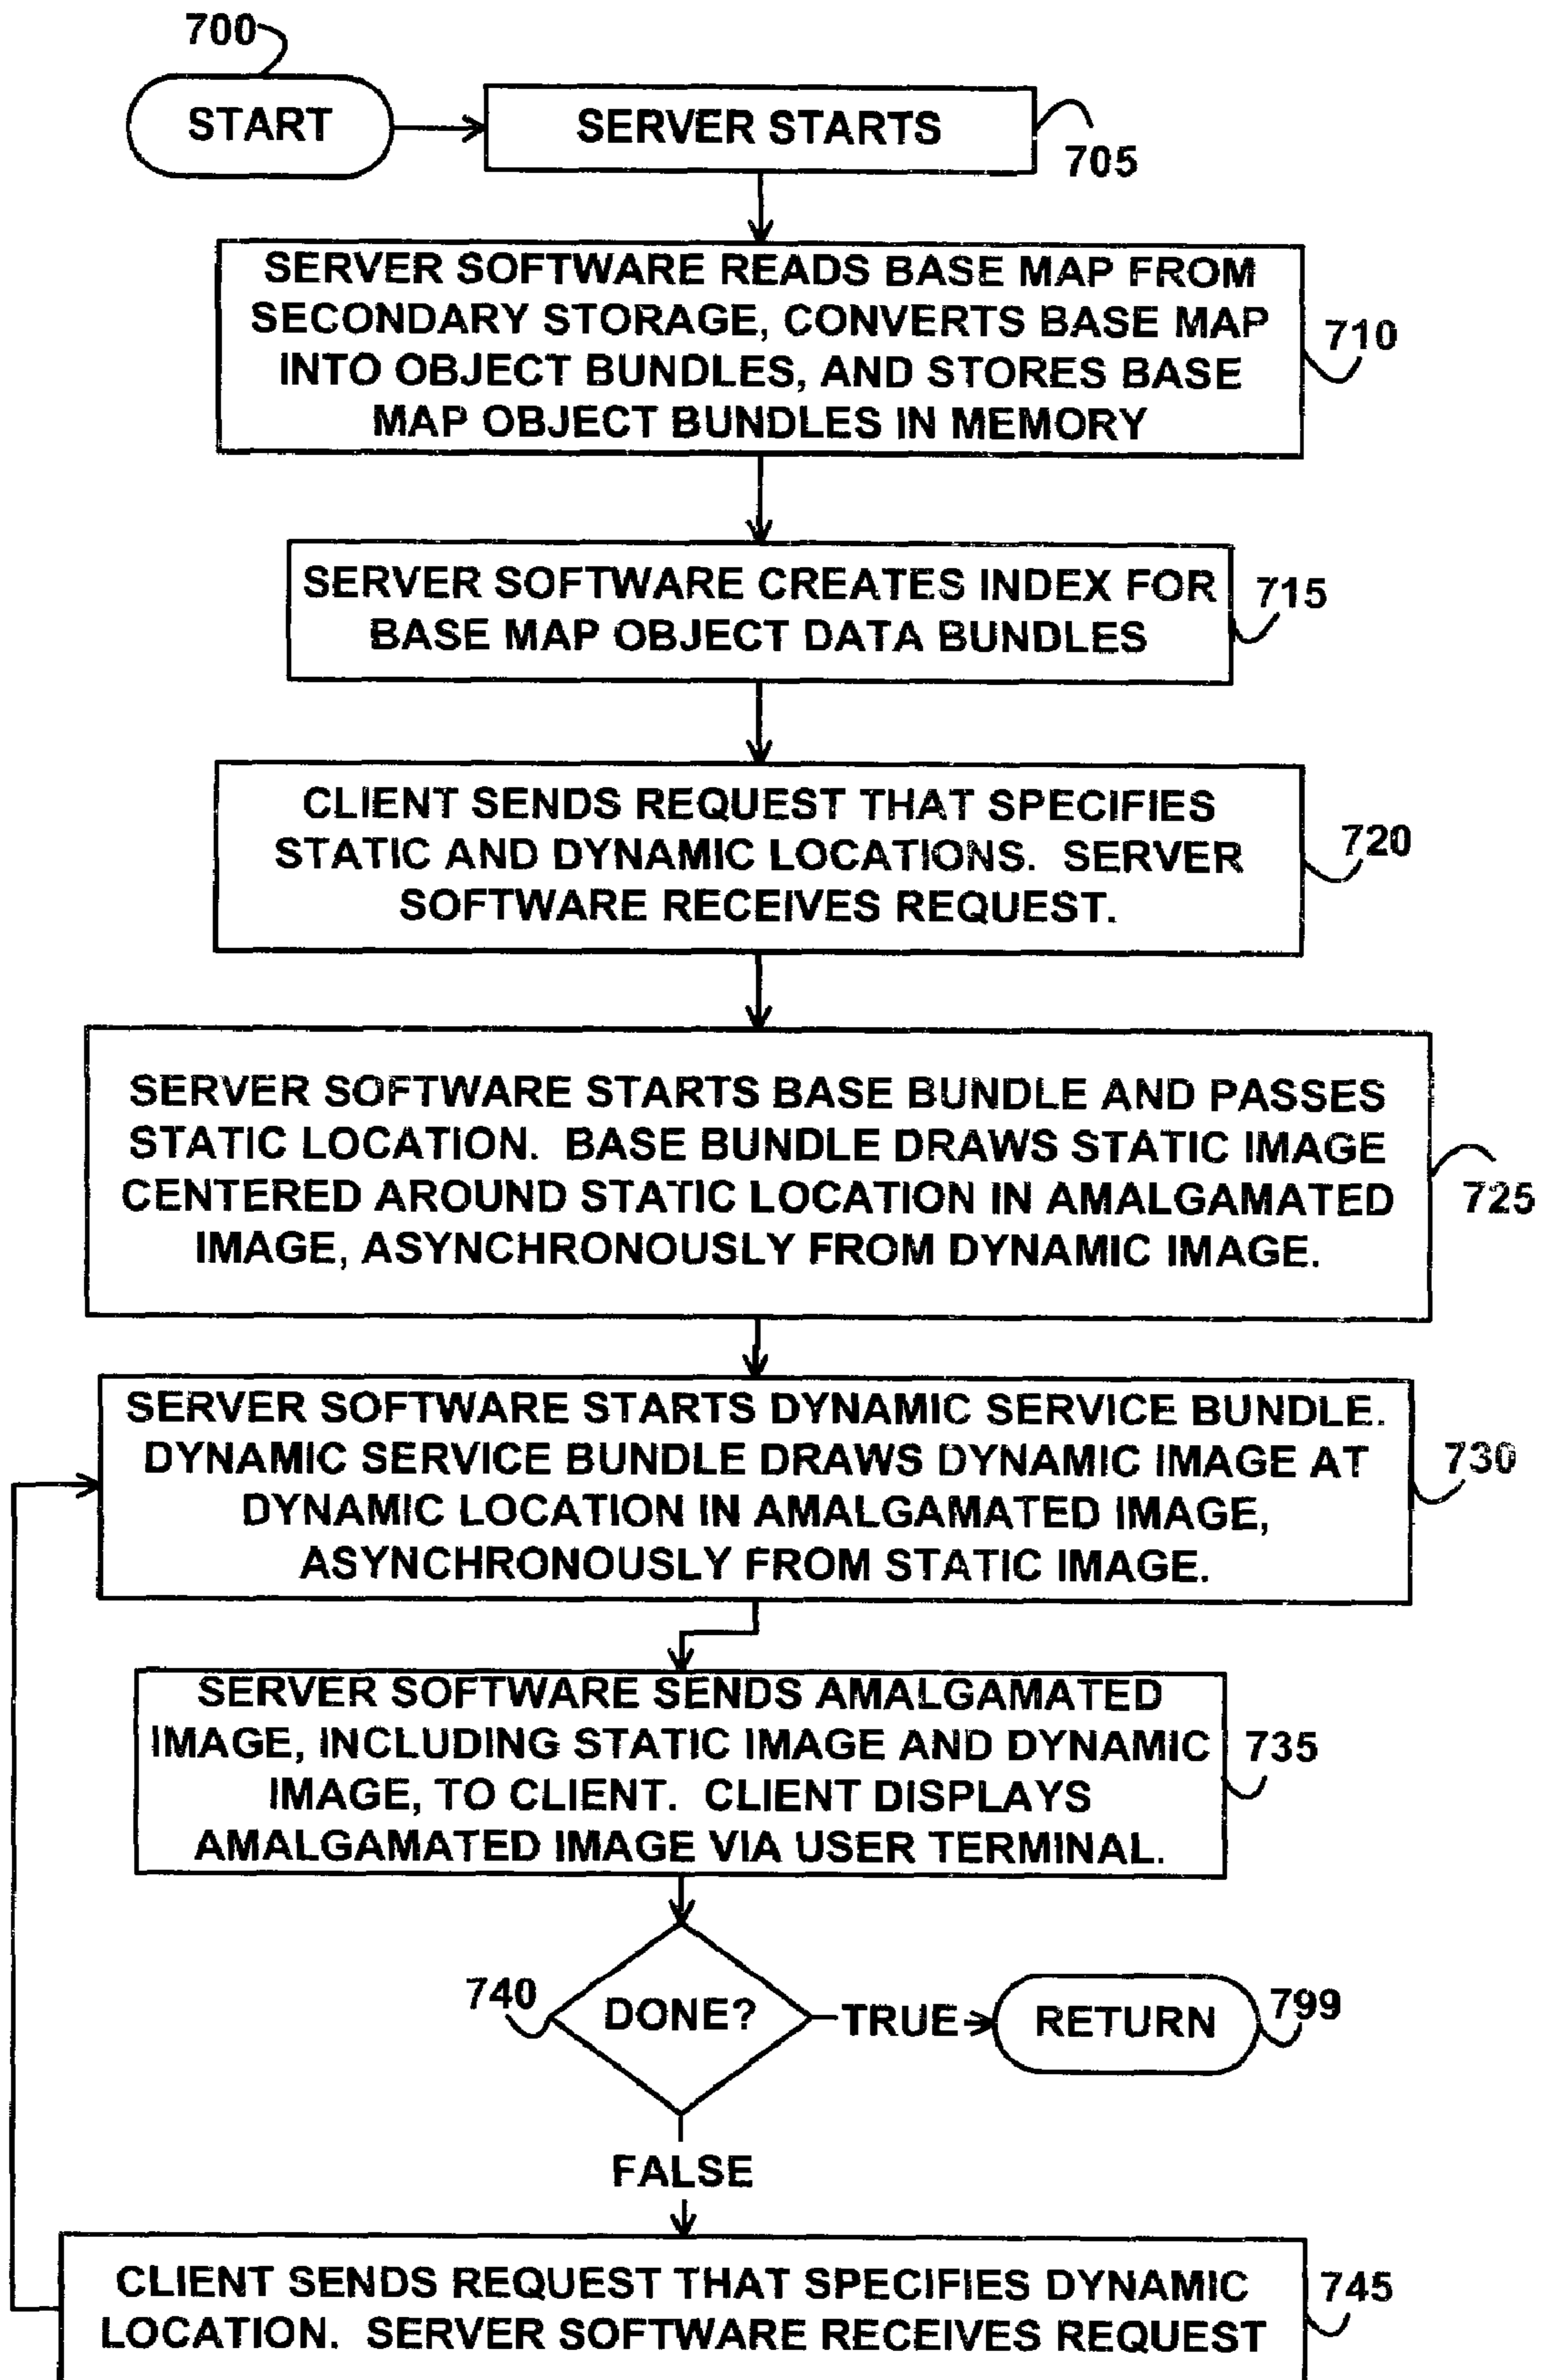 700
START
SERVER STARTS
705
SERVER SOFTWARE READS BASE MAP FROM
SECONDARY STORAGE, CONVERTS BASE MAP
INTO OBJECT BUNDLES, AND STORES BASE
MAP OBJECT BUNDLES IN MEMORY
710
SERVER SOFTWARE CREATES INDEX FOR
BASE MAP OBJECT DATA BUNDLES
715
CLIENT SENDS REQUEST THAT SPECIFIES
STATIC AND DYNAMIC LOCATIONS. SERVER
SOFTWARE RECEIVES REQUEST.
720
SERVER SOFTWARE STARTS BASE BUNDLE AND PASSES
STATIC LOCATION. BASE BUNDLE DRAWS STATIC IMAGE
CENTERED AROUND STATIC LOCATION IN AMALGAMATED
IMAGE, ASYNCHRONOUSLY FROM DYNAMIC IMAGE.
725
SERVER SOFTWARE STARTS DYNAMIC SERVICE BUNDLE.
DYNAMIC SERVICE BUNDLE DRAWS DYNAMIC IMAGE AT
DYNAMIC LOCATION IN AMALGAMATED IMAGE,
ASYNCHRONOUSLY FROM STATIC IMAGE.
730
SERVER SOFTWARE SENDS AMALGAMATED
IMAGE, INCLUDING STATIC IMAGE AND DYNAMIC
IMAGE, TO CLIENT. CLIENT DISPLAYS
AMALGAMATED IMAGE VIA USER TERMINAL.
735
740
DONE?
TRUE
RETURN
799
FALSE
CLIENT SENDS REQUEST THAT SPECIFIES DYNAMIC
LOCATION. SERVER SOFTWARE RECEIVES REQUEST
745